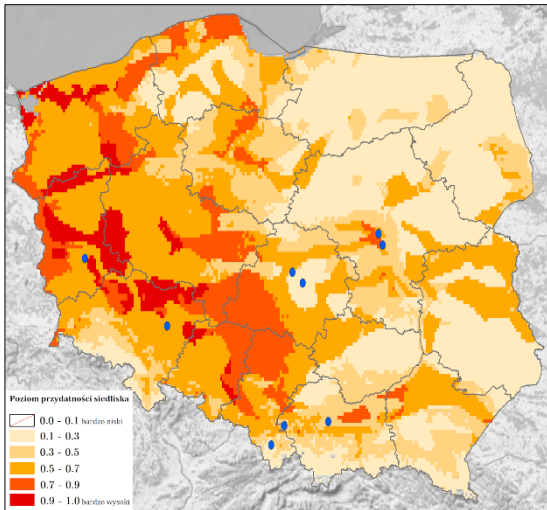 Poziom przydatności siedliska
0.0 - 0.1 bardzo niski
0.1 - 0.3
0.3 - 0.5
0.5 - 0.7
0.7 - 0.9
0.9 - 1.0 bardzo wysoki